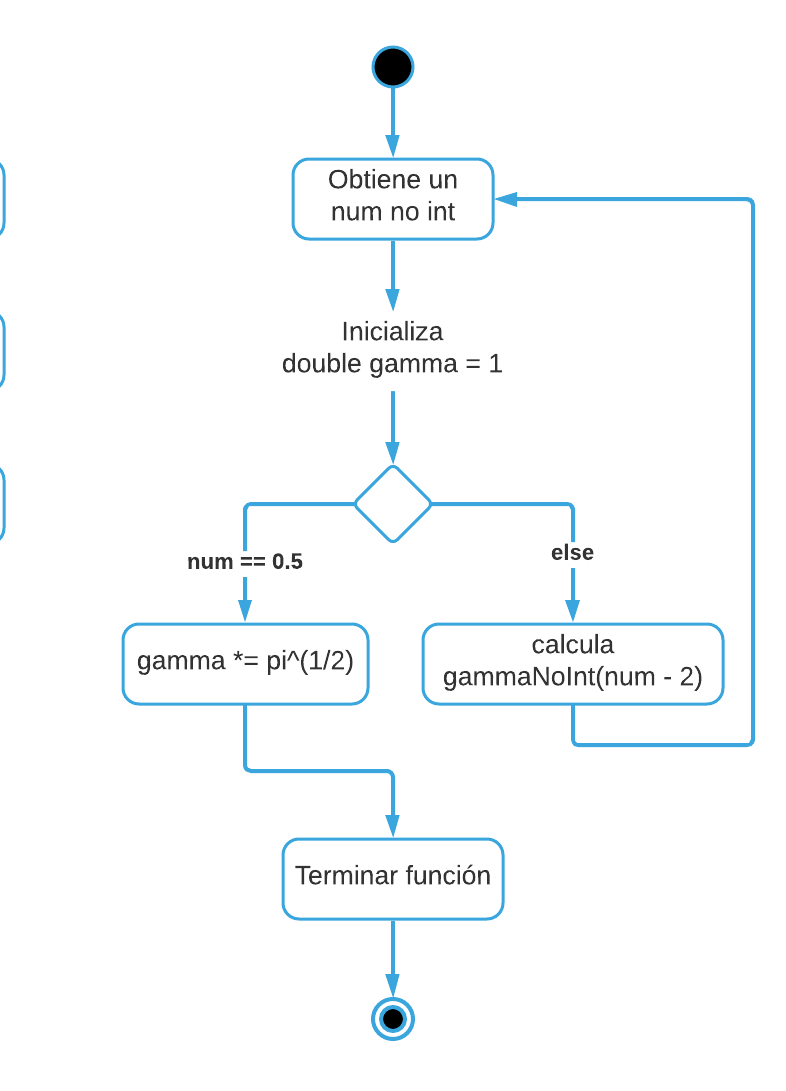 Obtiene un
num no int
Inicializa
double gamma = 1
num == 0.5
else
gamma *= pi^(1/2)
calcula
gammaNoInt(num - 2)
Terminar función